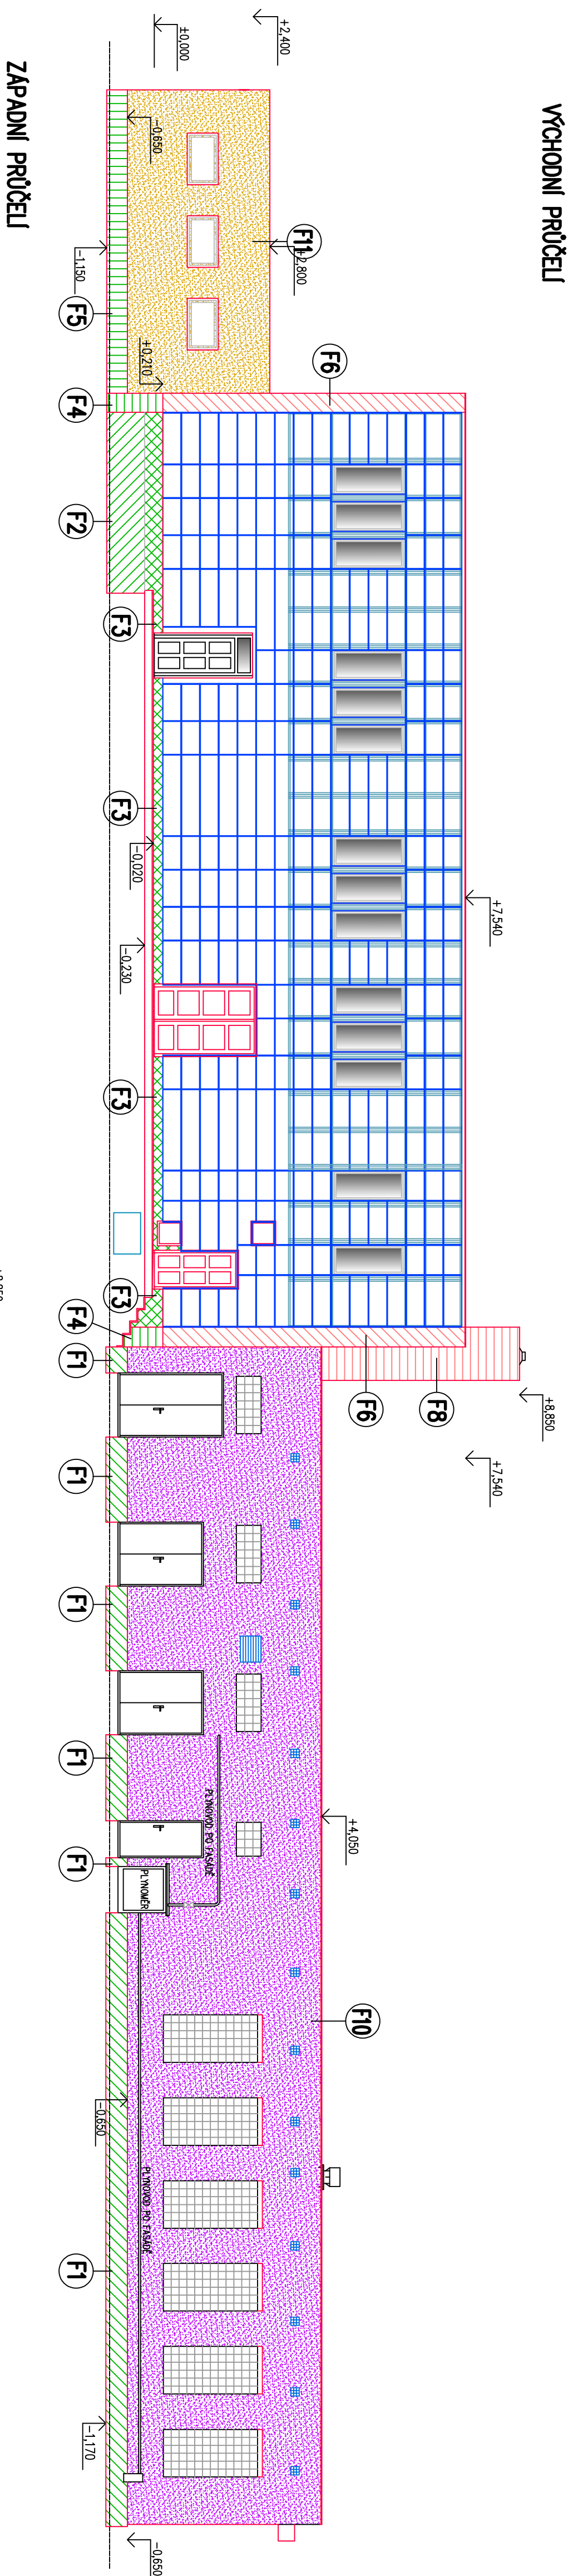 VÝCHODNÍ PRŮČELÍ
+2,400
±0,000
-0,650
-1,150
F5
F11
+2,800
+0,210
F6
F4
F2
F3
F3
-0,020
-0,230
+7,540
F3
F3
F4
F1
F6
F8
+8,850
+7,540
F1
F1
F1
F1
PLYNOVOD PO FASÁDĚ
PLYNOMĚR
+4,050
F10
-0,650
PLYNOVOD PO FASÁDĚ
F1
-1,170
-0,650
ZÁPADNÍ PRŮČELÍ